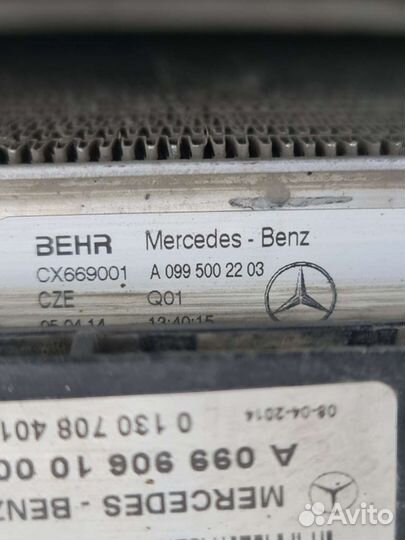 BEHR Mercedes - Benz
CX669001 A 099 500 22 03
CZE Q01
05.04.14 13:40:15
08-04-2014
0 130 708 401
A 099 906 10 00
MERCEDES - BENZ
Avito